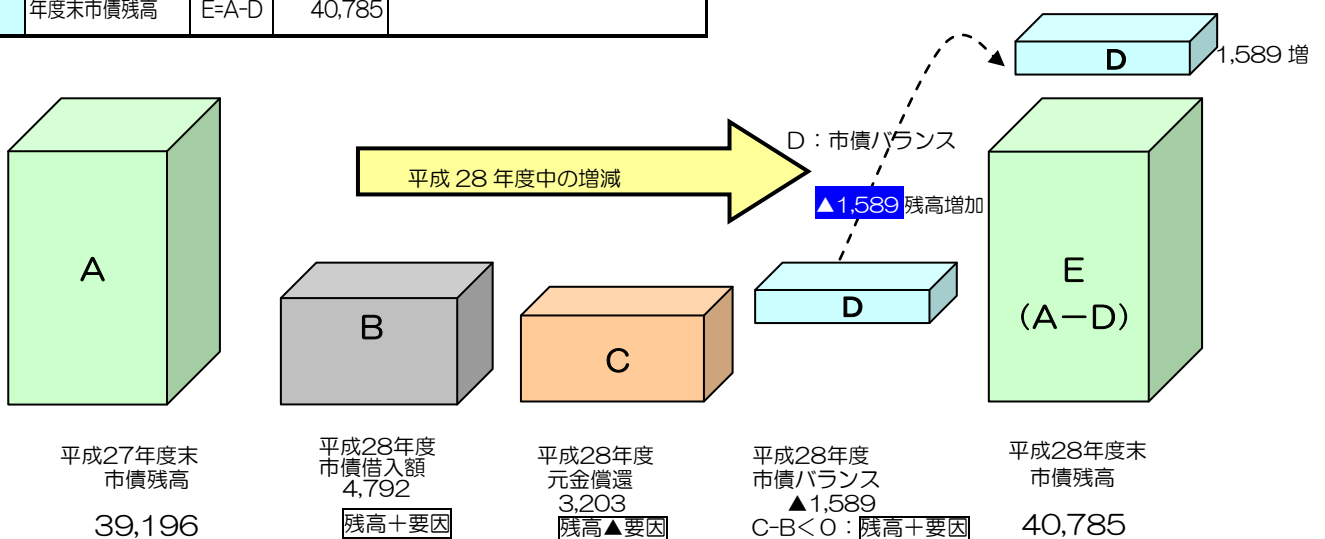 年度末市債残高 E=A-D 40,785
D 1,589 増
D：市債バランス
平成 28 年度中の増減
▲1,589 残高増加
A
B
C
D
E
(A－D)
平成27年度末
市債残高
39,196
平成28年度
市債借入額
4,792
残高＋要因
平成28年度
元金償還
3,203
残高▲要因
平成28年度
市債バランス
▲1,589
C-B＜0：残高＋要因
平成28年度末
市債残高
40,785